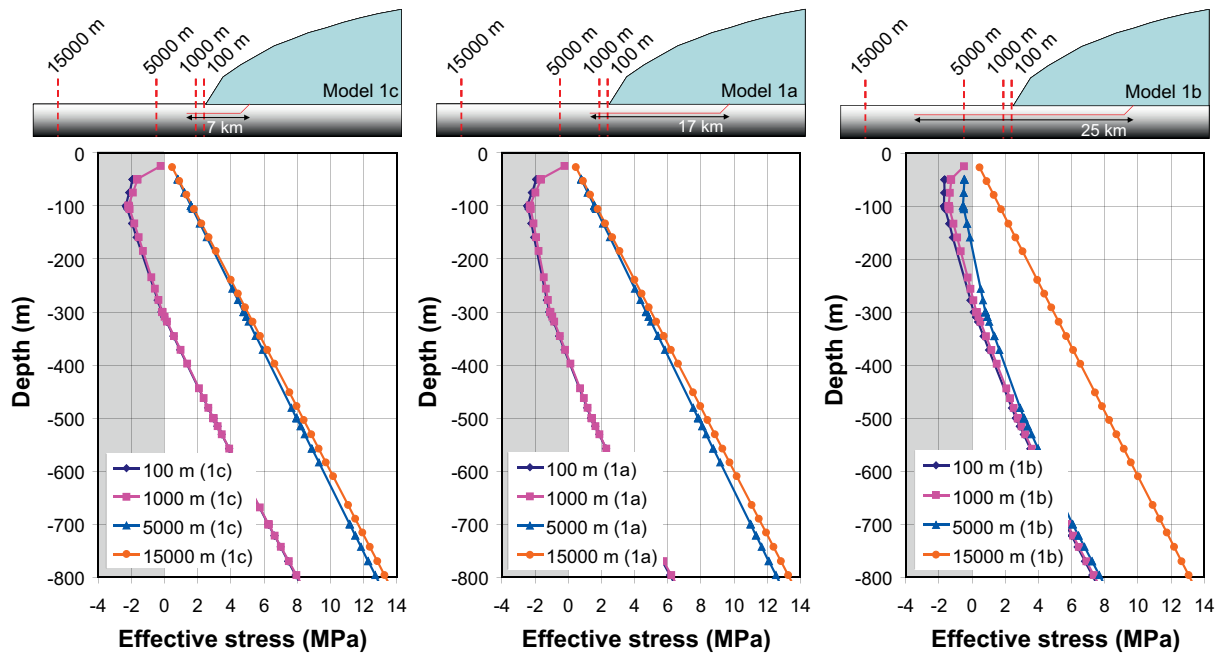 15000 m
5000 m
1000 m
100 m
Model 1c
7 km
15000 m
5000 m
1000 m
100 m
Model 1a
17 km
15000 m
5000 m
1000 m
100 m
Model 1b
25 km
Depth (m)
0
-100
-200
-300
-400
-500
-600
-700
-800
100 m (1c)
1000 m (1c)
5000 m (1c)
15000 m (1c)
-4 -2 0 2 4 6 8 10 12 14
Effective stress (MPa)
Depth (m)
0
-100
-200
-300
-400
-500
-600
-700
-800
100 m (1a)
1000 m (1a)
5000 m (1a)
15000 m (1a)
-4 -2 0 2 4 6 8 10 12 14
Effective stress (MPa)
Depth (m)
0
-100
-200
-300
-400
-500
-600
-700
-800
100 m (1b)
1000 m (1b)
5000 m (1b)
15000 m (1b)
-4 -2 0 2 4 6 8 10 12 14
Effective stress (MPa)